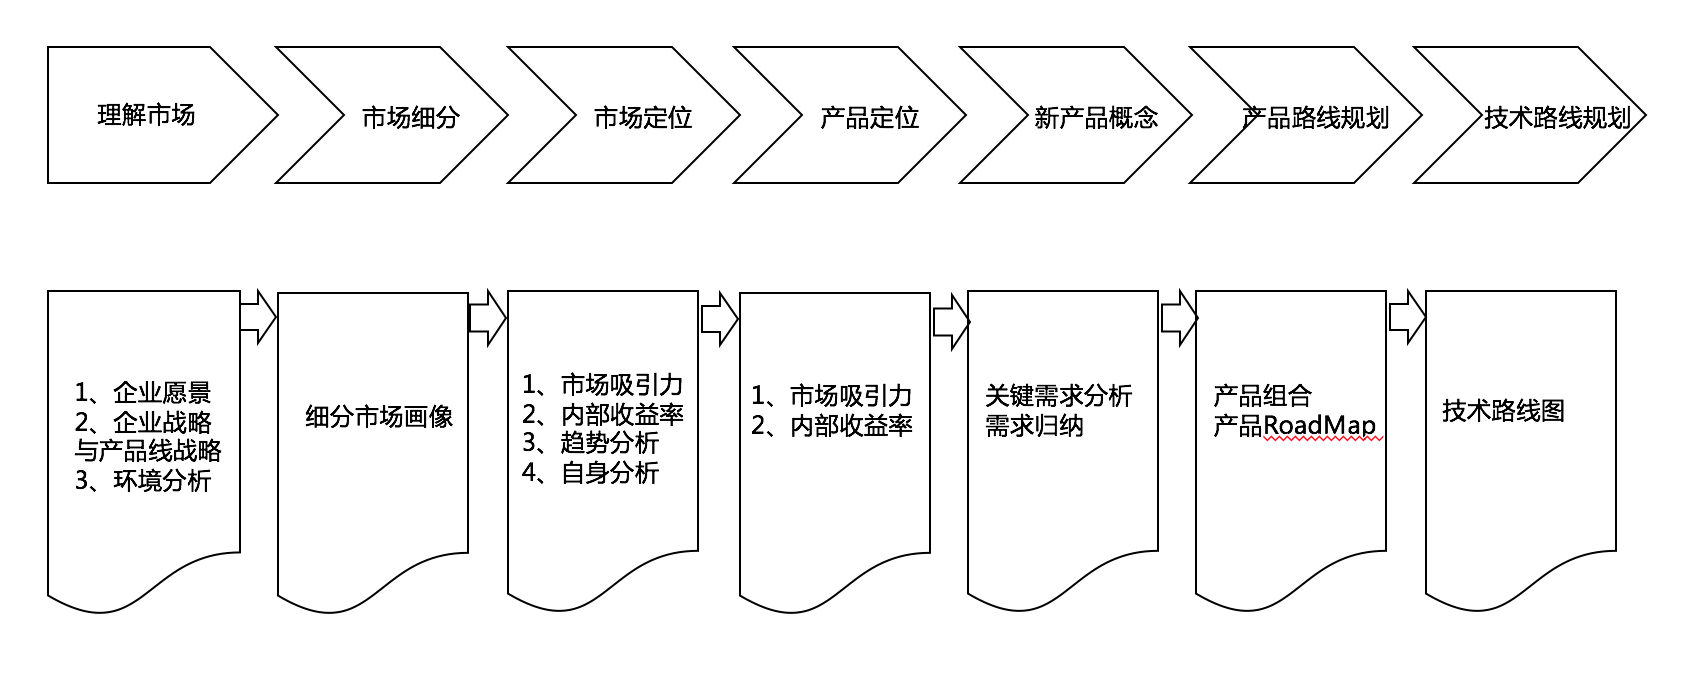 理解市场
市场细分
市场定位
产品定位
新产品概念
产品路线规划
技术路线规划
1、企业愿景
2、企业战略
与产品线战略
3、环境分析
细分市场画像
1、市场吸引力
2、内部收益率
3、趋势分析
4、自身分析
1、市场吸引力
2、内部收益率
关键需求分析
需求归纳
产品组合
产品RoadMap
技术路线图